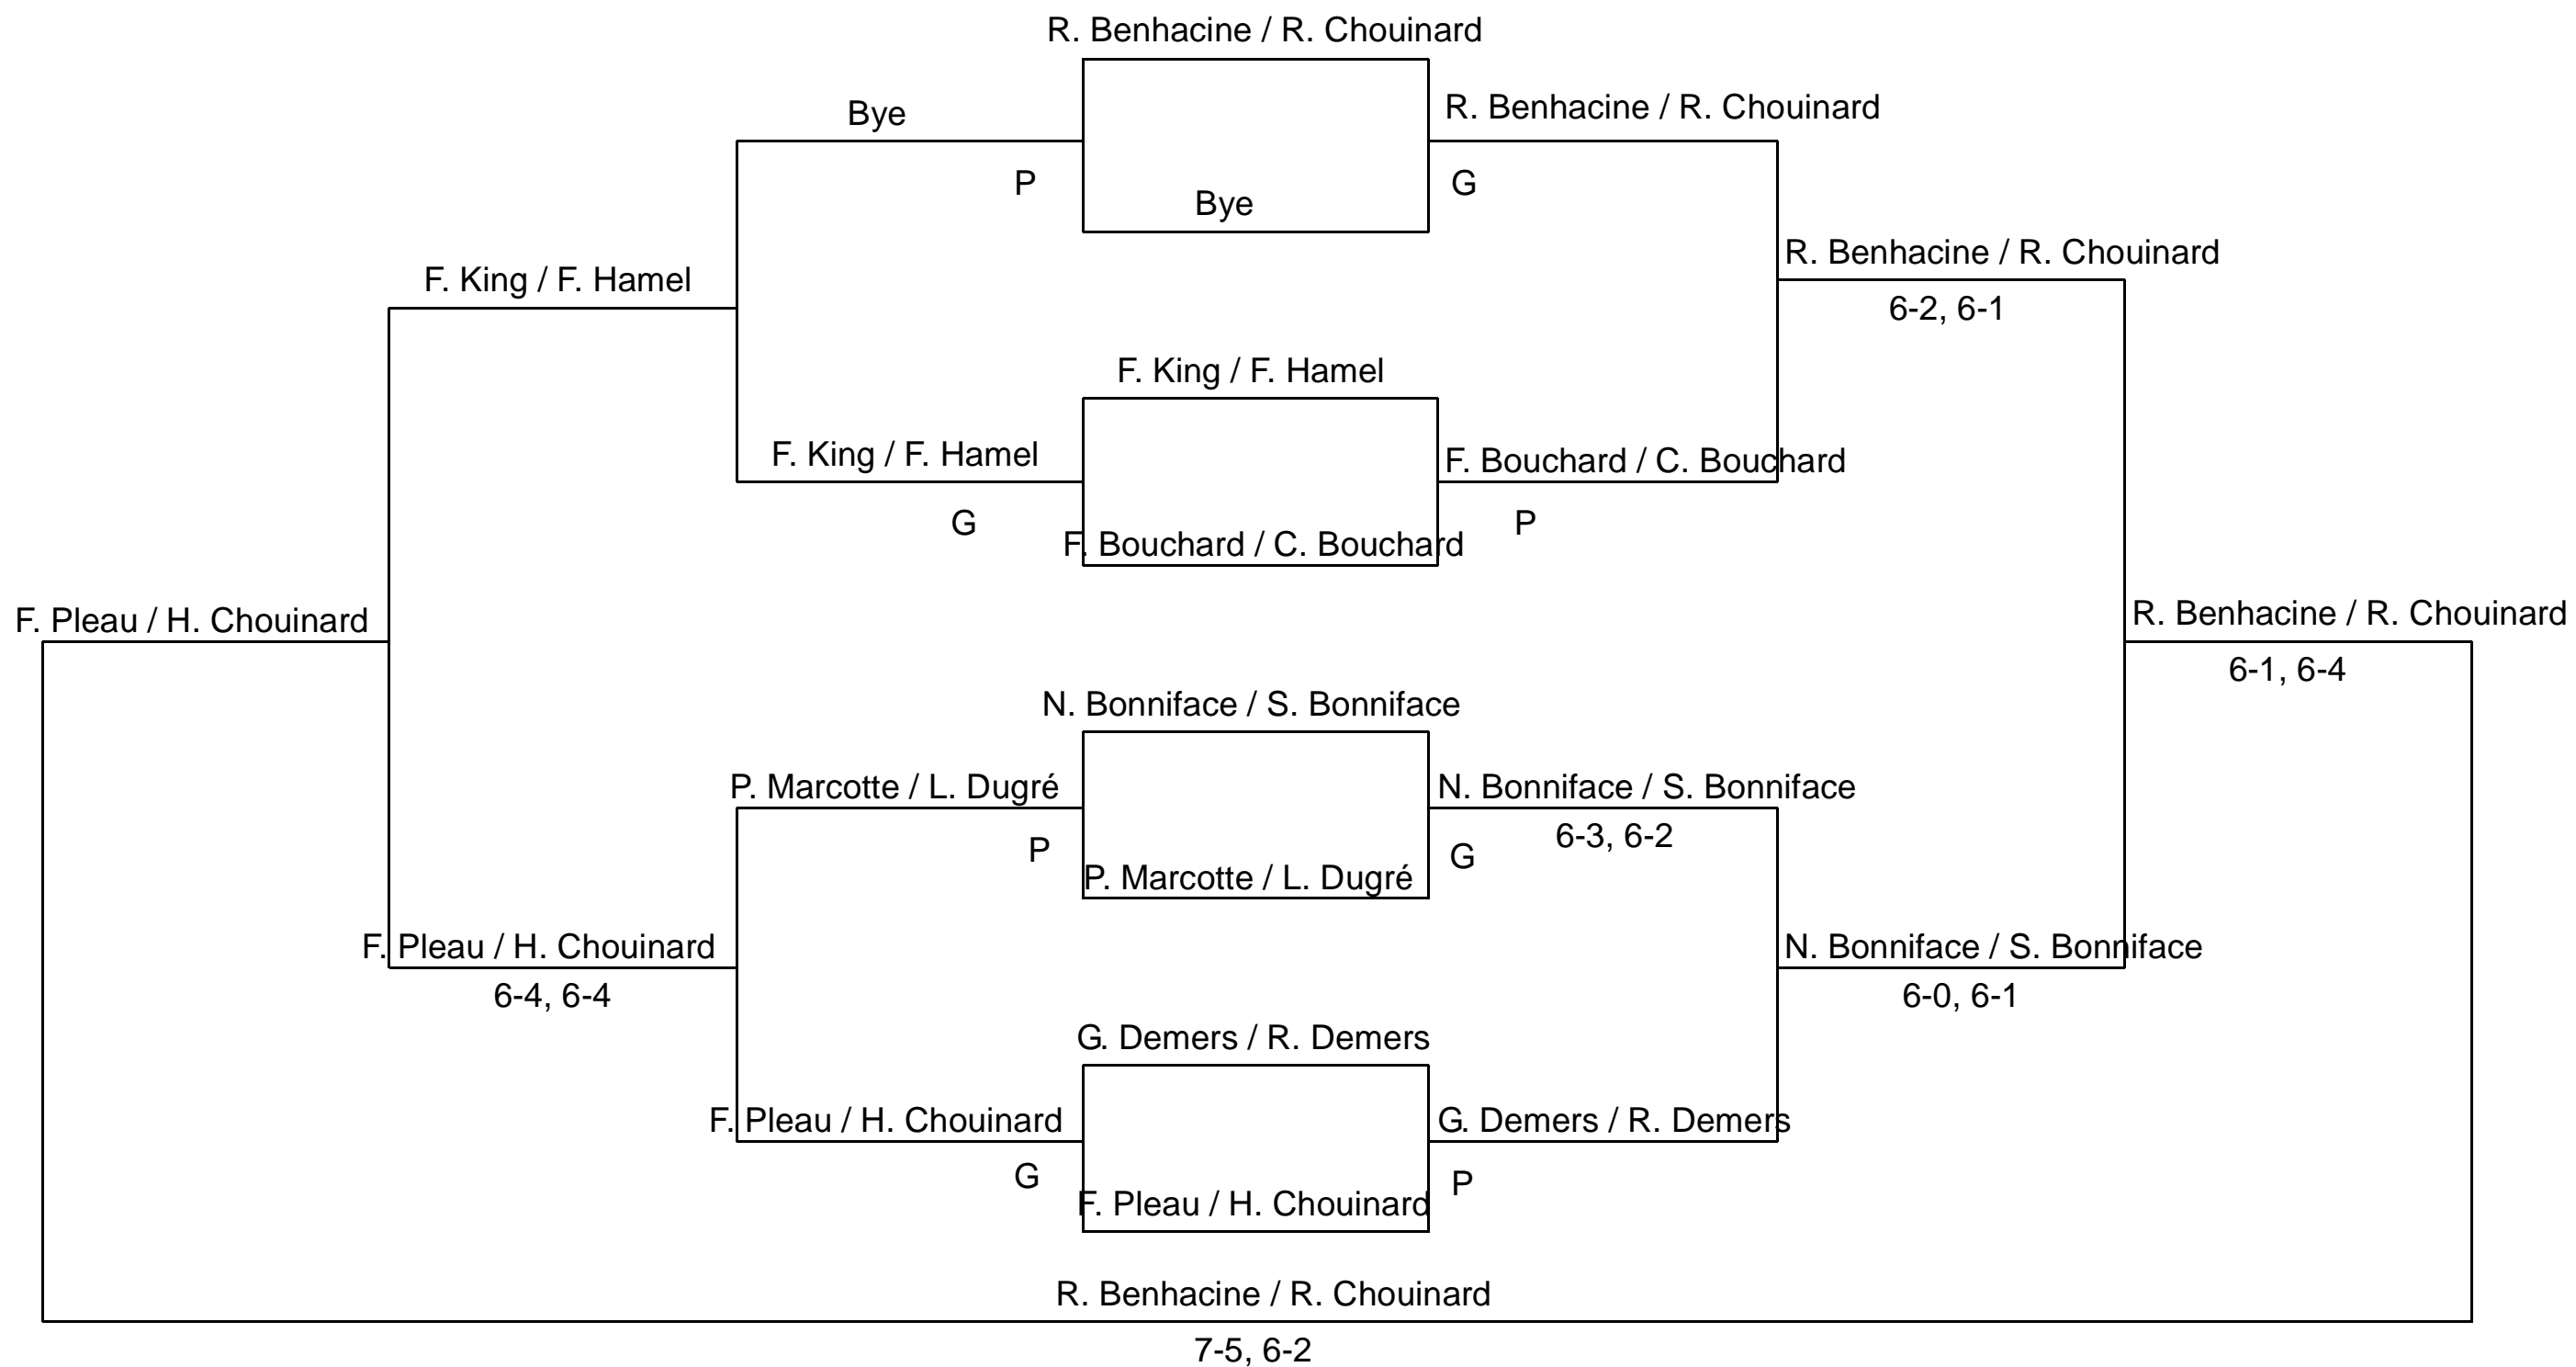 R. Benhacine / R. Chouinard
Bye
R. Benhacine / R. Chouinard
P
G
Bye
R. Benhacine / R. Chouinard
F. King / F. Hamel
6-2, 6-1
F. King / F. Hamel
F. King / F. Hamel
F. Bouchard / C. Bouchard
G
P
F. Bouchard / C. Bouchard
F. Pleau / H. Chouinard
R. Benhacine / R. Chouinard
6-1, 6-4
N. Bonniface / S. Bonniface
P. Marcotte / L. Dugré
N. Bonniface / S. Bonniface
6-3, 6-2
P
G
P. Marcotte / L. Dugré
F. Pleau / H. Chouinard
N. Bonniface / S. Bonniface
6-4, 6-4
6-0, 6-1
G. Demers / R. Demers
F. Pleau / H. Chouinard
G. Demers / R. Demers
G
P
F. Pleau / H. Chouinard
R. Benhacine / R. Chouinard
7-5, 6-2